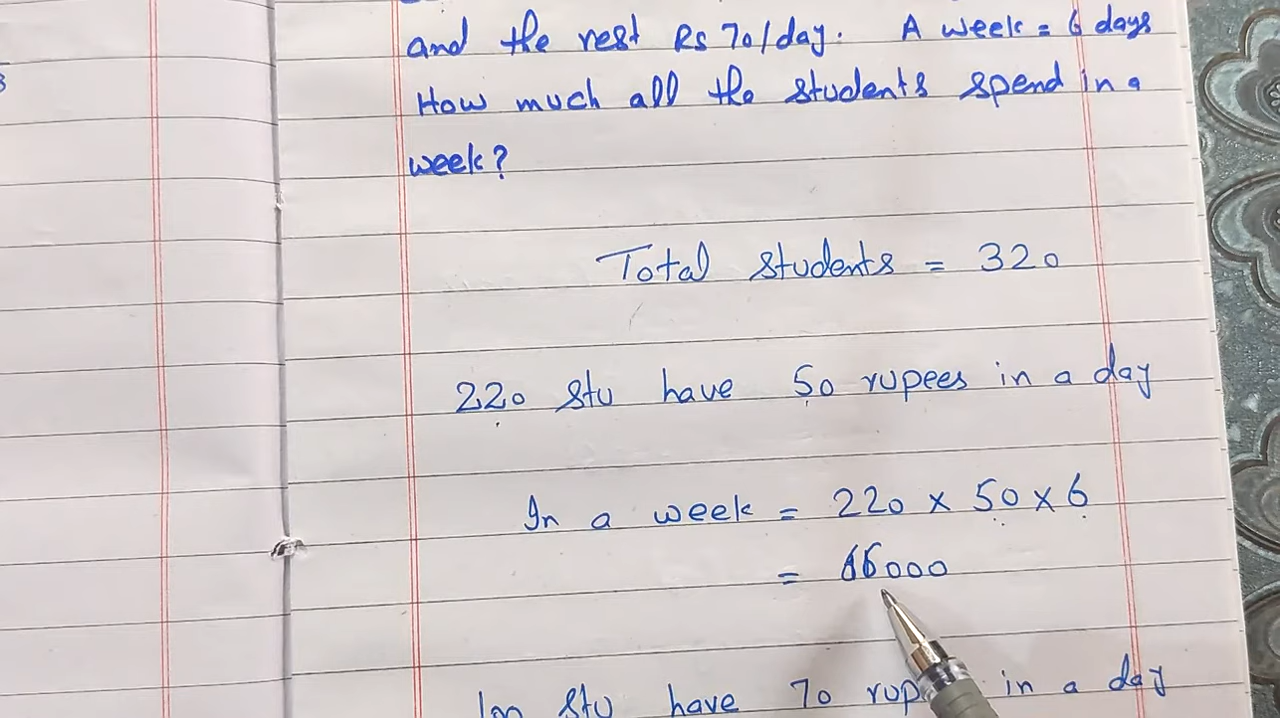 and the rest Rs 70/day. A week = 6 days
How much all the students spend in a
week?
Total students = 320
220 stu have 50 rupees in a day
In a week = 220 x 50 x 6
= 66000
stu have 70 in a day